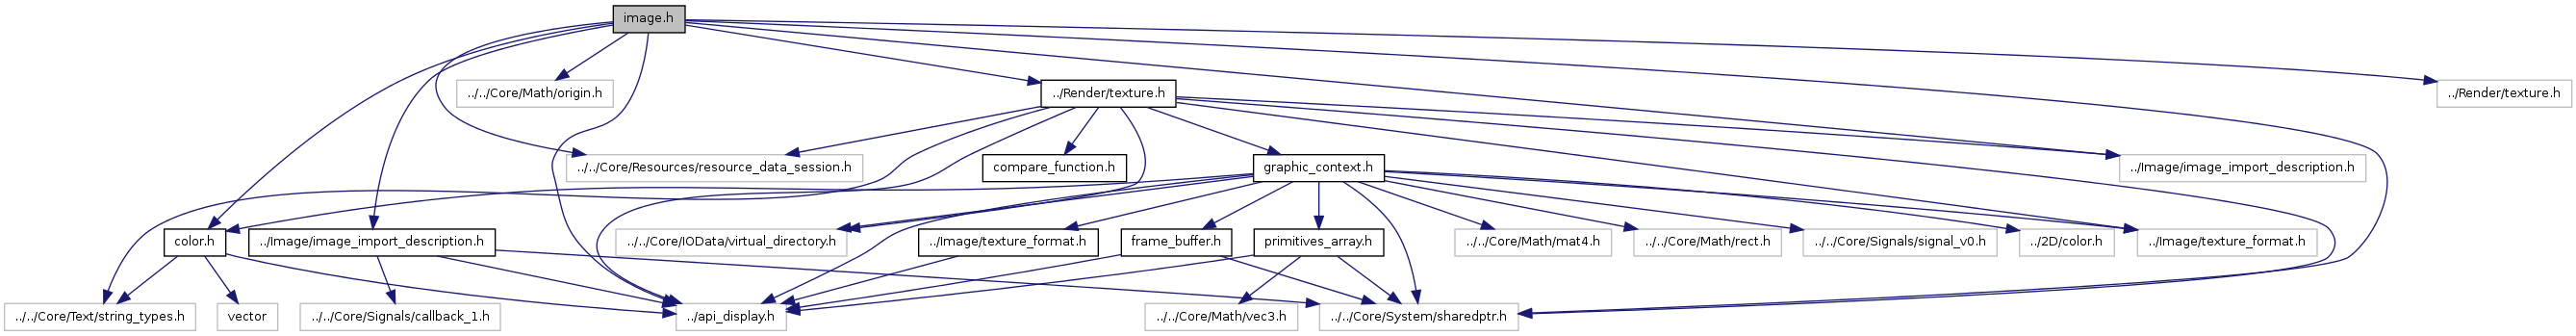 image.h
../../Core/Math/origin.h
../Render/texture.h
../Render/texture.h
../../Core/Resources/resource_data_session.h
compare_function.h
graphic_context.h
../Image/image_import_description.h
color.h
../Image/image_import_description.h
../../Core/IOData/virtual_directory.h
../Image/texture_format.h
frame_buffer.h
primitives_array.h
../../Core/Math/mat4.h
../../Core/Math/rect.h
../../Core/Signals/signal_v0.h
../2D/color.h
../Image/texture_format.h
../../Core/Text/string_types.h
vector
../../Core/Signals/callback_1.h
../api_display.h
../../Core/Math/vec3.h
../../Core/System/sharedptr.h